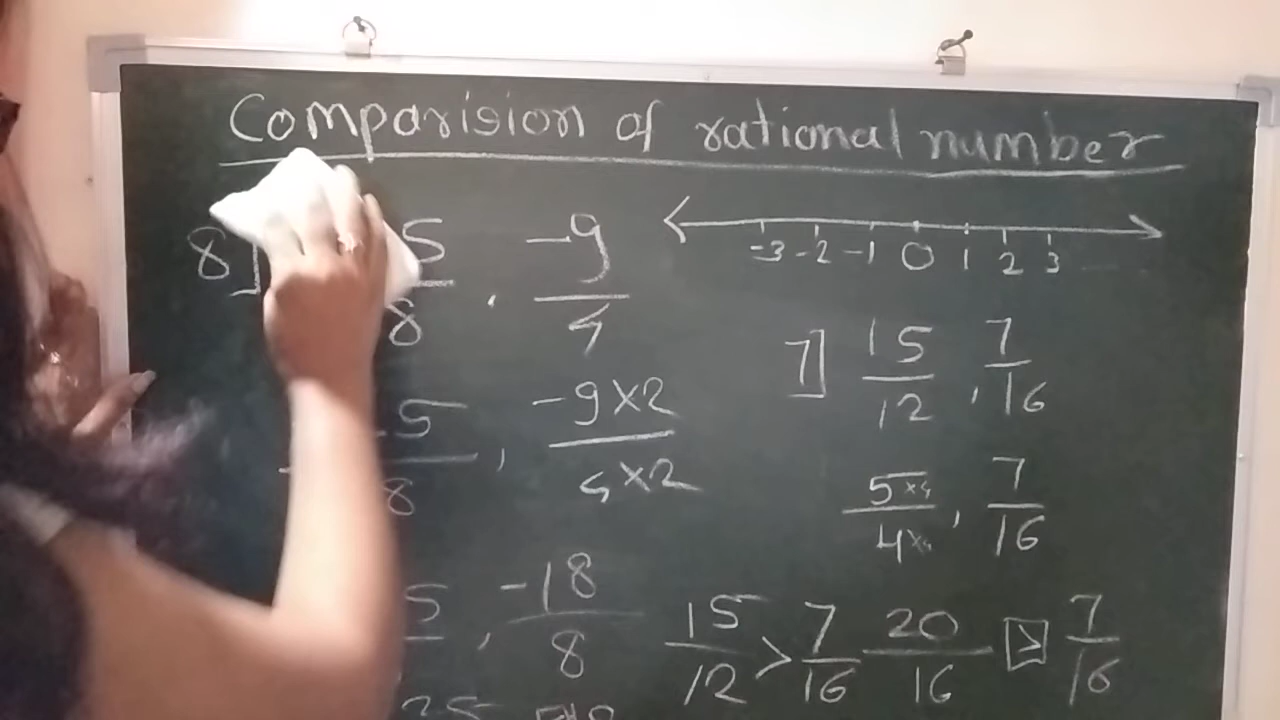 Comparision of rational number
8] 5/8 , -9/4
-3 -2 -1 0 1 2 3
5/8 , -9×2/4×2
5 , -18/8
7] 15/12 , 7/16
5×4/4×4 , 7/16
15/12 > 7/16 20/16 > 7/16